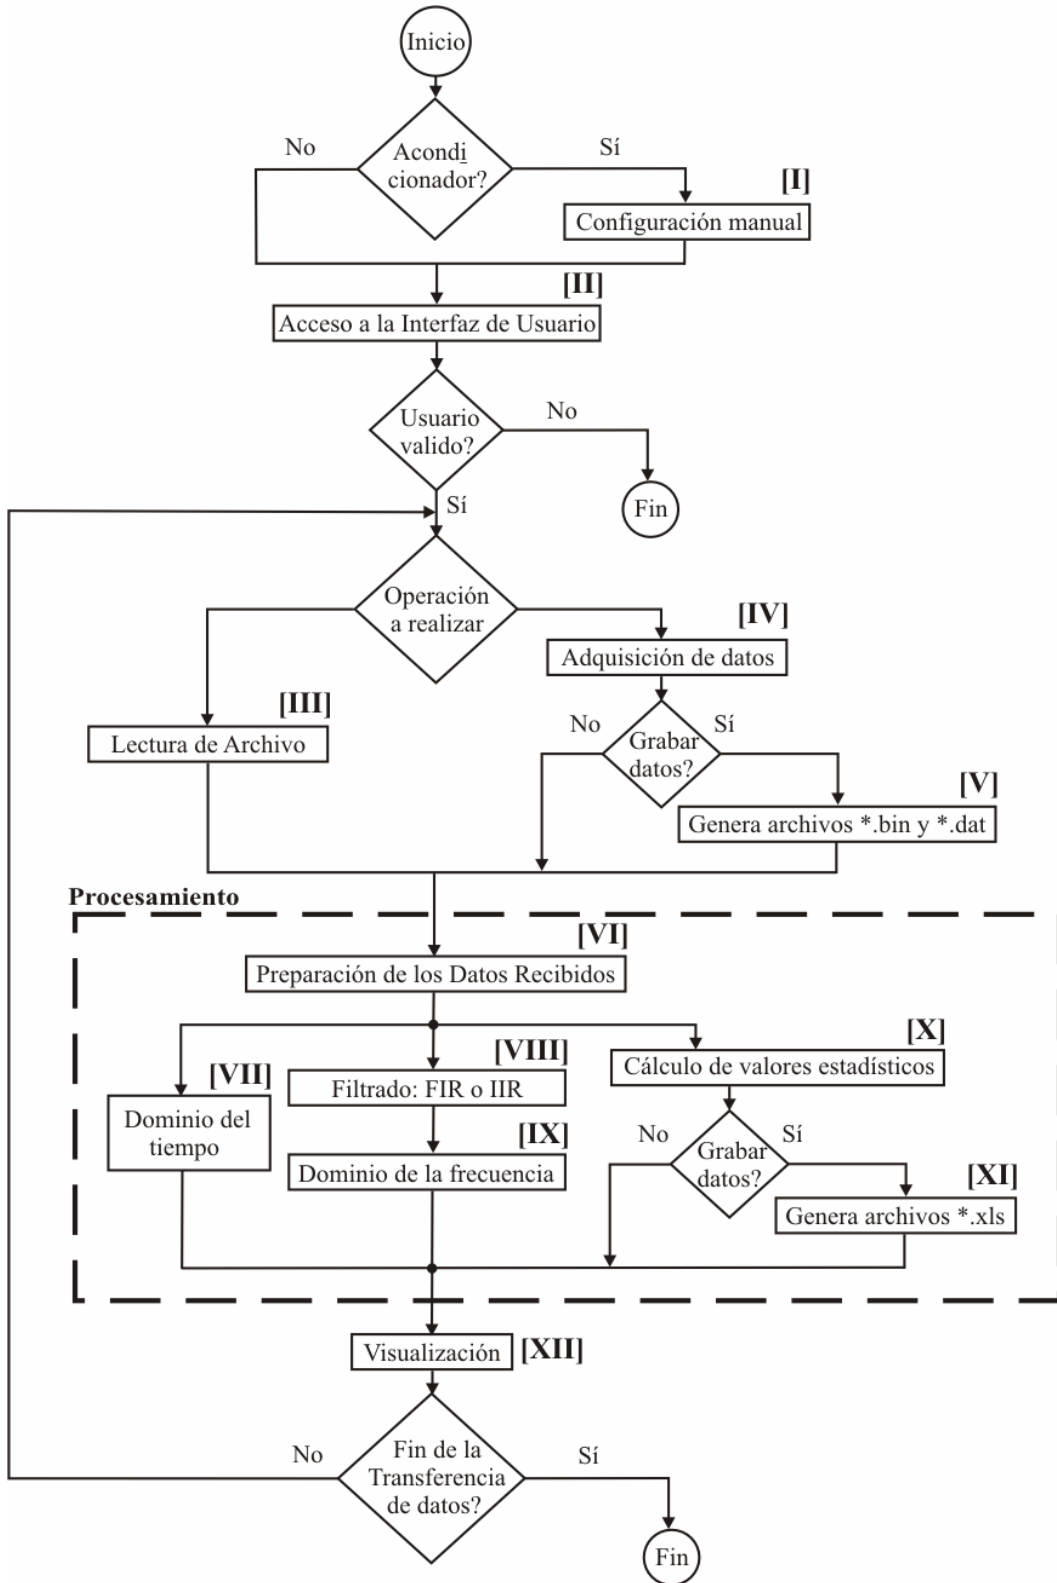 Inicio
No
Acondi
cionador?
Sí
[I]
Configuración manual
[II]
Acceso a la Interfaz de Usuario
Usuario
valido?
No
Sí
Fin
Operación
a realizar
[IV]
Adquisición de datos
[III]
Lectura de Archivo
No
Grabar
datos?
Sí
[V]
Genera archivos *.bin y *.dat
Procesamiento
[VI]
Preparación de los Datos Recibidos
[VII]
Dominio del
tiempo
[VIII]
Filtrado: FIR o IIR
[IX]
Dominio de la frecuencia
[X]
Cálculo de valores estadísticos
No
Grabar
datos?
Sí
[XI]
Genera archivos *.xls
Visualización [XII]
No
Fin de la
Transferencia
de datos?
Sí
Fin